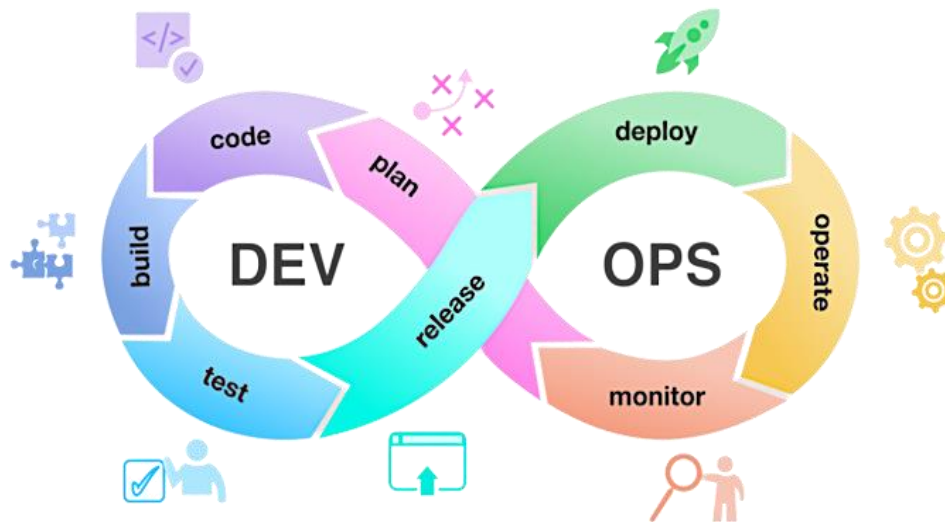 </>
code
plan
deploy
build
DEV
OPS
operate
release
test
monitor